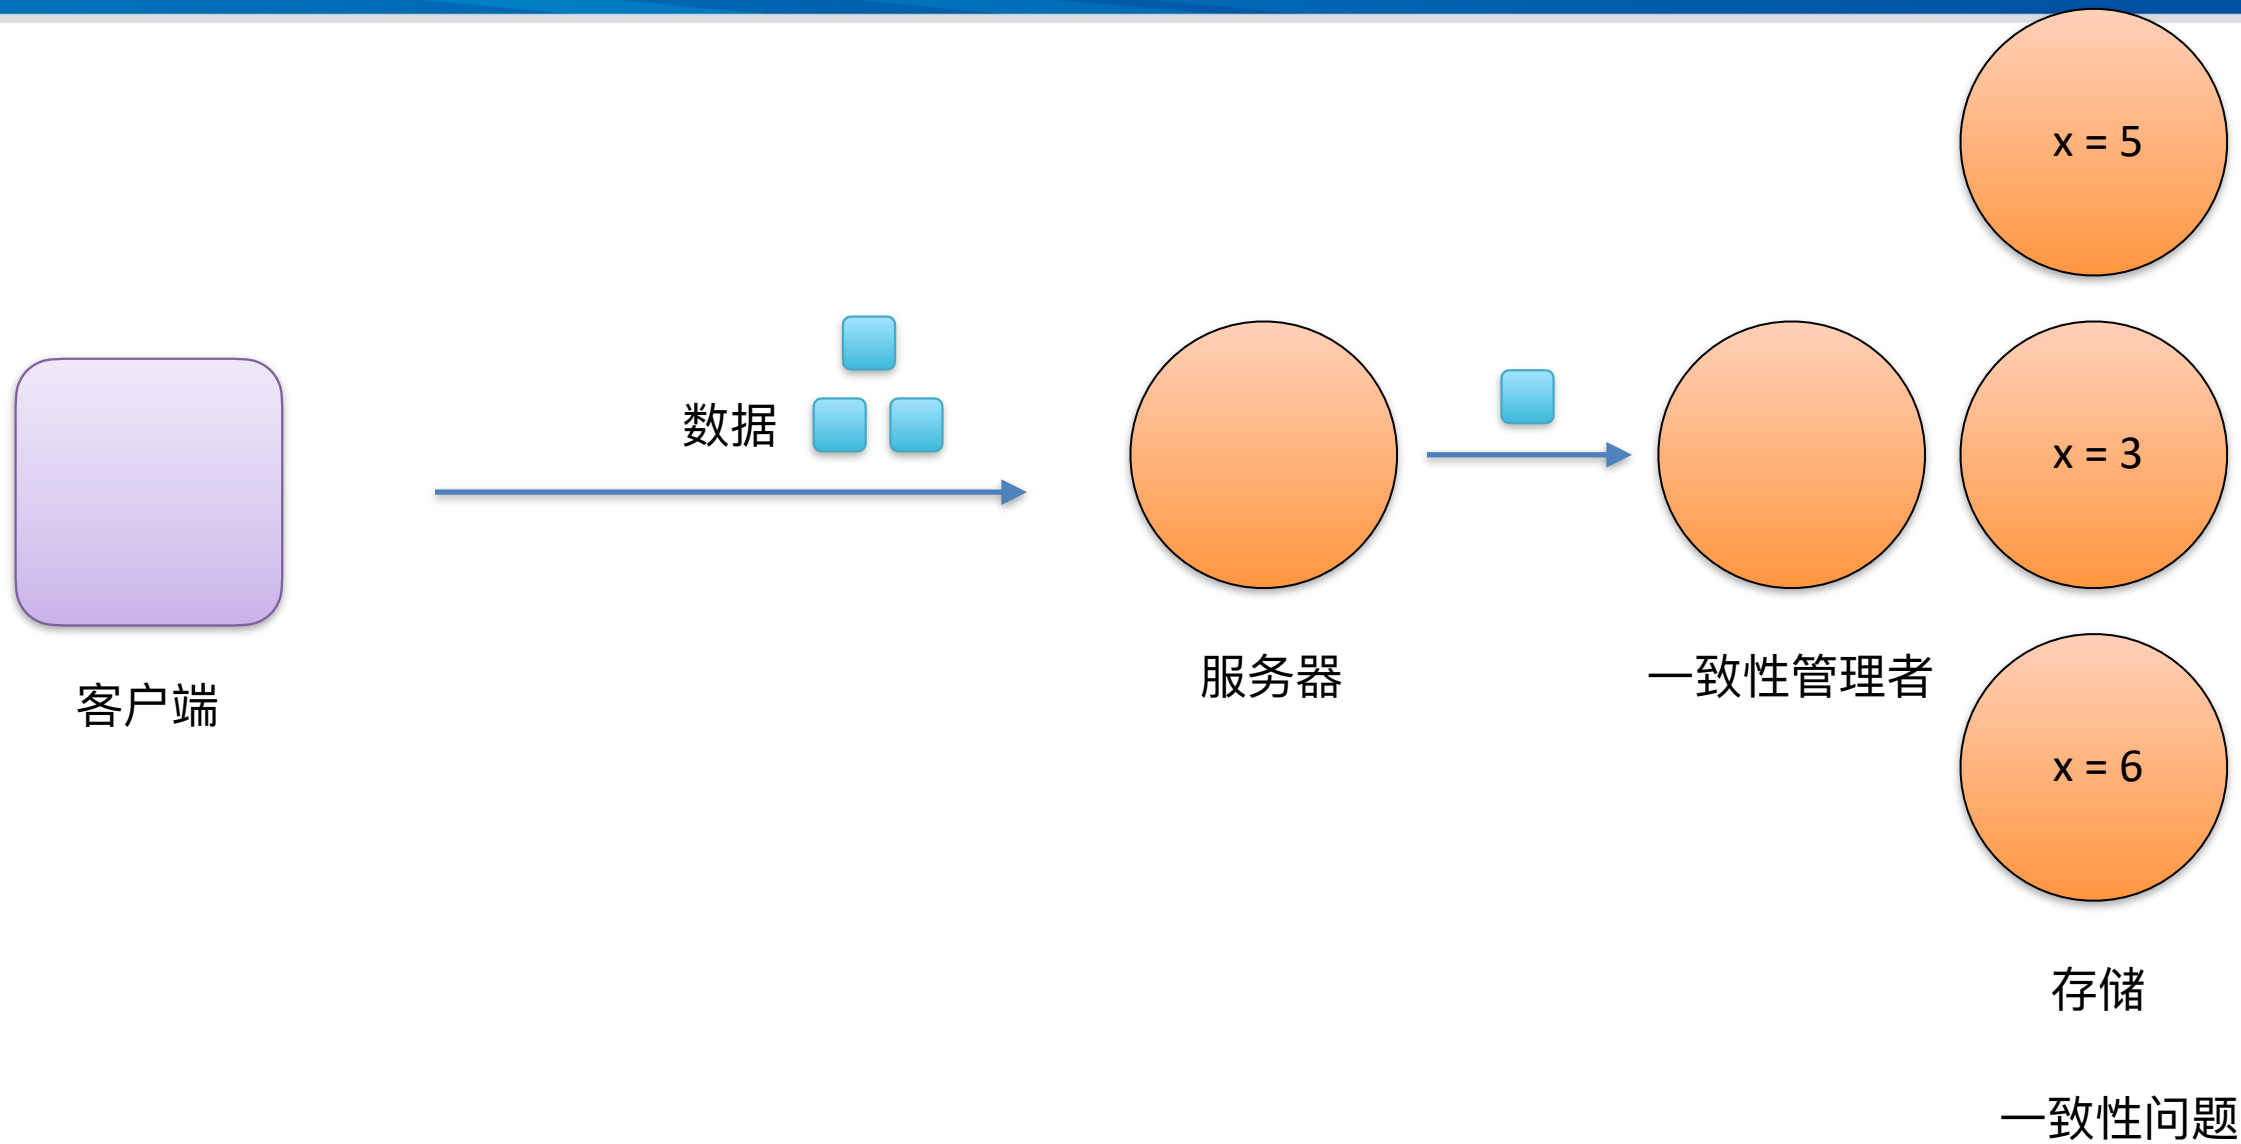 x = 5
数据
x = 3
客户端
服务器
一致性管理者
x = 6
存储
一致性问题